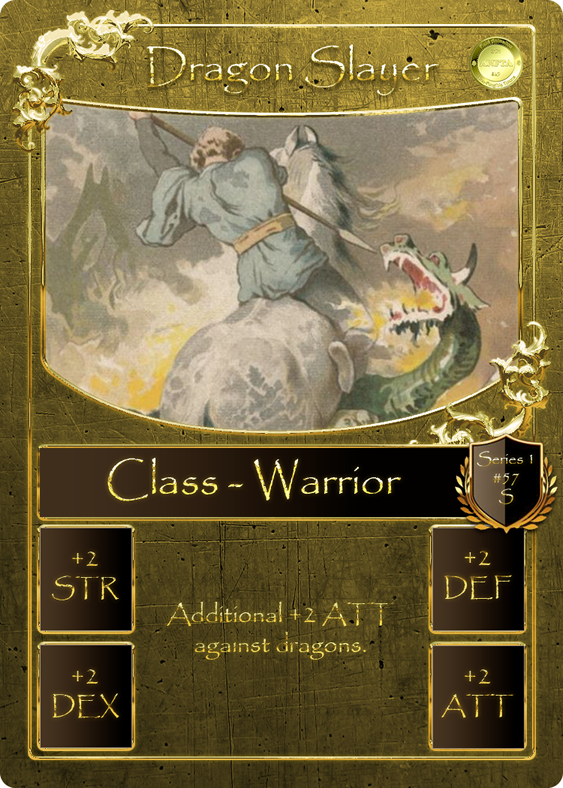 Dragon Slayer
Class - Warrior
Series 1
#57
S
+2
STR
+2
DEF
Additional +2 ATT
against dragons.
+2
DEX
+2
ATT